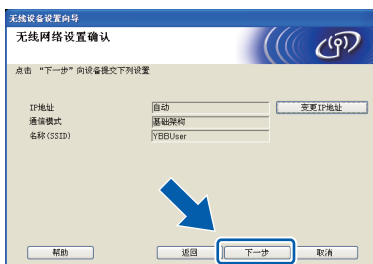 无线设备设置向导
无线网络设置确认
点击 “下一步”向设备提交下列设置
IP地址 自动 变更IP地址
通信模式 基础架构
名称(SSID) YBBUser
帮助 返回 下一步 取消